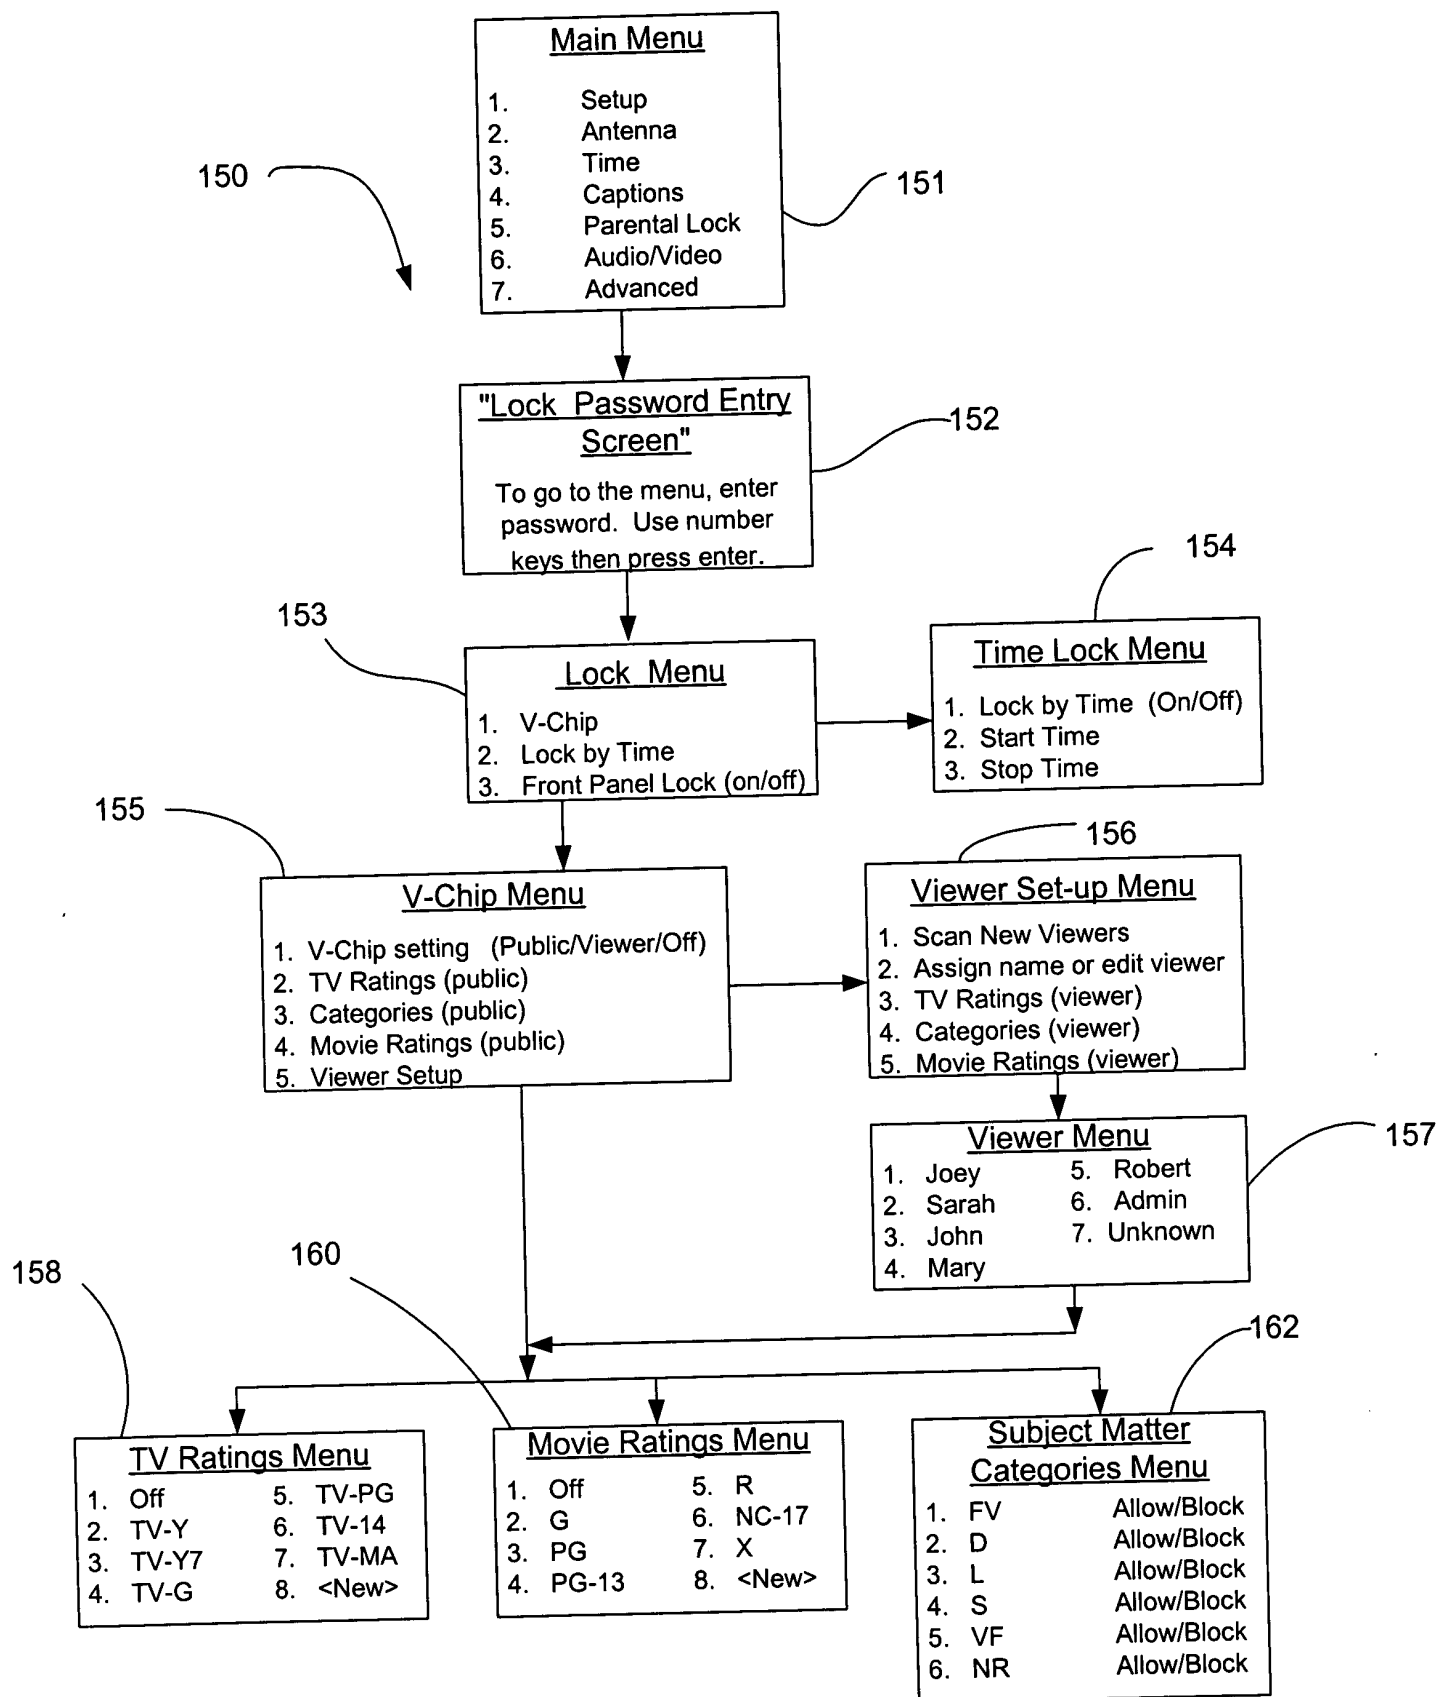 Main Menu
1. Setup
2. Antenna
3. Time
4. Captions
5. Parental Lock
6. Audio/Video
7. Advanced
150
151
"Lock Password Entry
Screen"
To go to the menu, enter
password. Use number
keys then press enter.
152
153
154
Lock Menu
1. V-Chip
2. Lock by Time
3. Front Panel Lock (on/off)
Time Lock Menu
1. Lock by Time (On/Off)
2. Start Time
3. Stop Time
155
156
V-Chip Menu
1. V-Chip setting (Public/Viewer/Off)
2. TV Ratings (public)
3. Categories (public)
4. Movie Ratings (public)
5. Viewer Setup
Viewer Set-up Menu
1. Scan New Viewers
2. Assign name or edit viewer
3. TV Ratings (viewer)
4. Categories (viewer)
5. Movie Ratings (viewer)
Viewer Menu
1. Joey 5. Robert
2. Sarah 6. Admin
3. John 7. Unknown
4. Mary
157
158
160
162
TV Ratings Menu
1. Off 5. TV-PG
2. TV-Y 6. TV-14
3. TV-Y7 7. TV-MA
4. TV-G 8. <New>
Movie Ratings Menu
1. Off 5. R
2. G 6. NC-17
3. PG 7. X
4. PG-13 8. <New>
Subject Matter
Categories Menu
1. FV Allow/Block
2. D Allow/Block
3. L Allow/Block
4. S Allow/Block
5. VF Allow/Block
6. NR Allow/Block